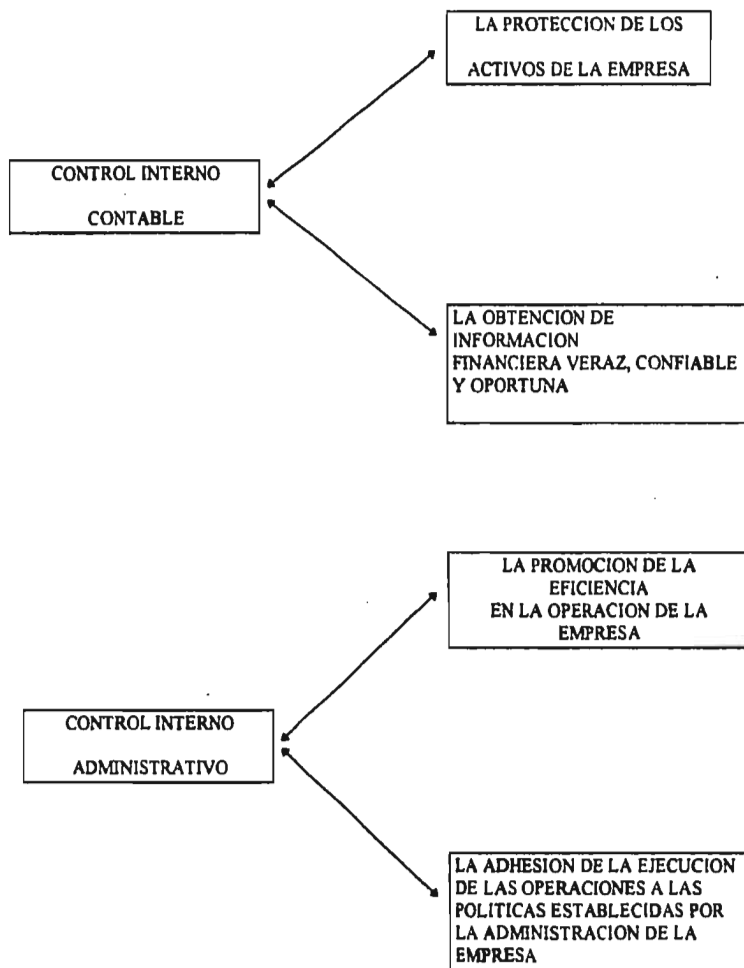 LA PROTECCION DE LOS
ACTIVOS DE LA EMPRESA
CONTROL INTERNO
CONTABLE
LA OBTENCION DE
INFORMACION
FINANCIERA VERAZ, CONFIABLE
Y OPORTUNA
LA PROMOCION DE LA
EFICIENCIA
EN LA OPERACION DE LA
EMPRESA
CONTROL INTERNO
ADMINISTRATIVO
LA ADHESION DE LA EJECUCION
DE LAS OPERACIONES A LAS
POLITICAS ESTABLECIDAS POR
LA ADMINISTRACION DE LA
EMPRESA